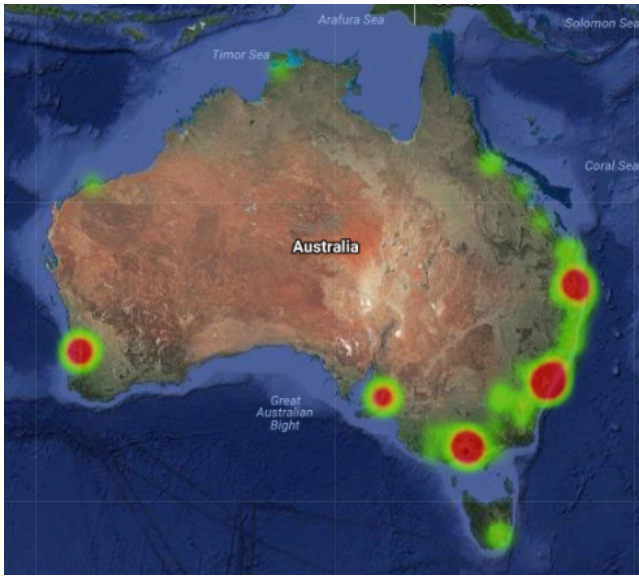 Arafura Sea
Solomon Sea
Timor Sea
Coral Sea
Australia
Great
Australian
Bight